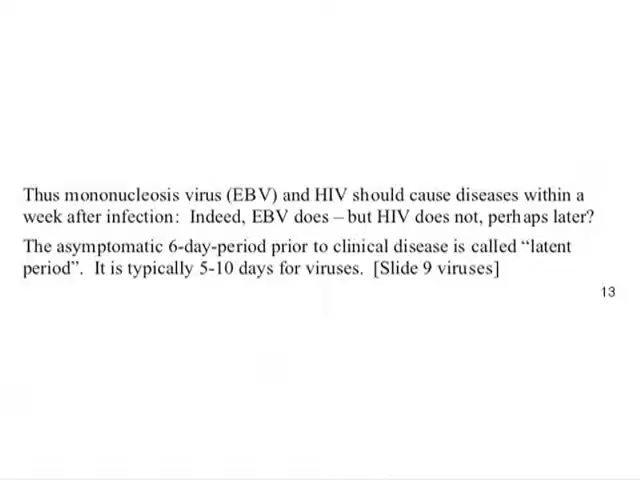 Thus mononucleosis virus (EBV) and HIV should cause diseases within a
week after infection: Indeed, EBV does – but HIV does not, perhaps later?
The asymptomatic 6-day-period prior to clinical disease is called “latent
period”. It is typically 5-10 days for viruses. [Slide 9 viruses]
13